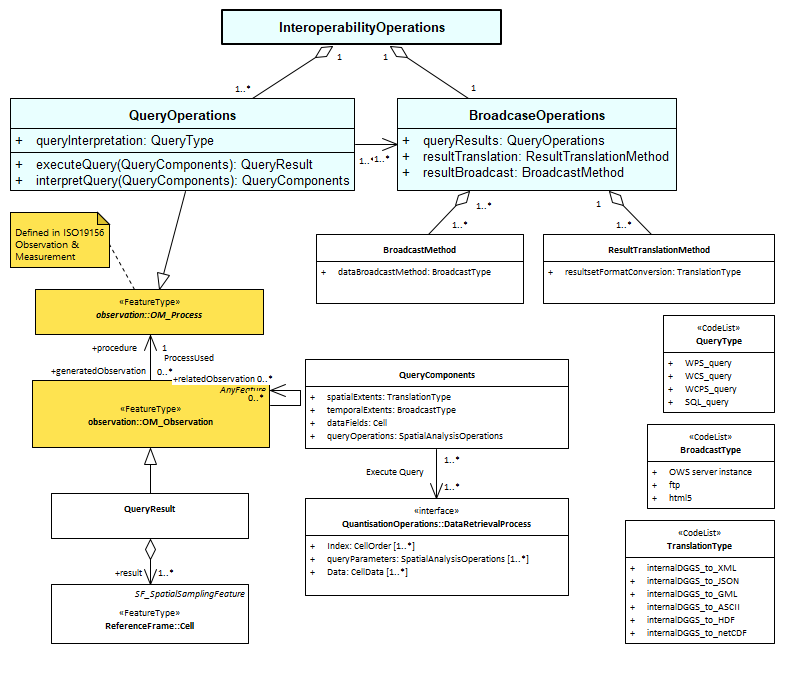 InteroperabilityOperations
1
1
1..*
1
QueryOperations
+ queryInterpretation: QueryType
+ executeQuery(QueryComponents): QueryResult
+ interpretQuery(QueryComponents): QueryComponents
1..*
1..*
BroadcaseOperations
+ queryResults: QueryOperations
+ resultTranslation: ResultTranslationMethod
+ resultBroadcast: BroadcastMethod
1..*
1
1..*
1..*
Defined in ISO19156
Observation &
Measurement
BroadcastMethod
+ dataBroadcastMethod: BroadcastType
ResultTranslationMethod
+ resultsetFormatConversion: TranslationType
«FeatureType»
observation::OM_Process
+procedure
1
ProcessUsed
+generatedObservation
0..*
+relatedObservation 0..*
AnyFeature
0..*
«FeatureType»
observation::OM_Observation
QueryComponents
+ spatialExtents: TranslationType
+ temporalExtents: BroadcastType
+ dataFields: Cell
+ queryOperations: SpatialAnalysisOperations
1..*
Execute Query
1..*
«interface»
QuantisationOperations::DataRetrievalProcess
+ Index: CellOrder [1..*]
+ queryParameters: SpatialAnalysisOperations [1..*]
+ Data: CellData [1..*]
QueryResult
+result
1..*
SF_SpatialSamplingFeature
«FeatureType»
ReferenceFrame::Cell
«CodeList»
QueryType
+ WPS_query
+ WCS_query
+ WCPS_query
+ SQL_query
«CodeList»
BroadcastType
+ OWS server instance
+ ftp
+ html5
«CodeList»
TranslationType
+ internalDGGS_to_XML
+ internalDGGS_to_JSON
+ internalDGGS_to_GML
+ internalDGGS_to_ASCII
+ internalDGGS_to_HDF
+ internalDGGS_to_netCDF